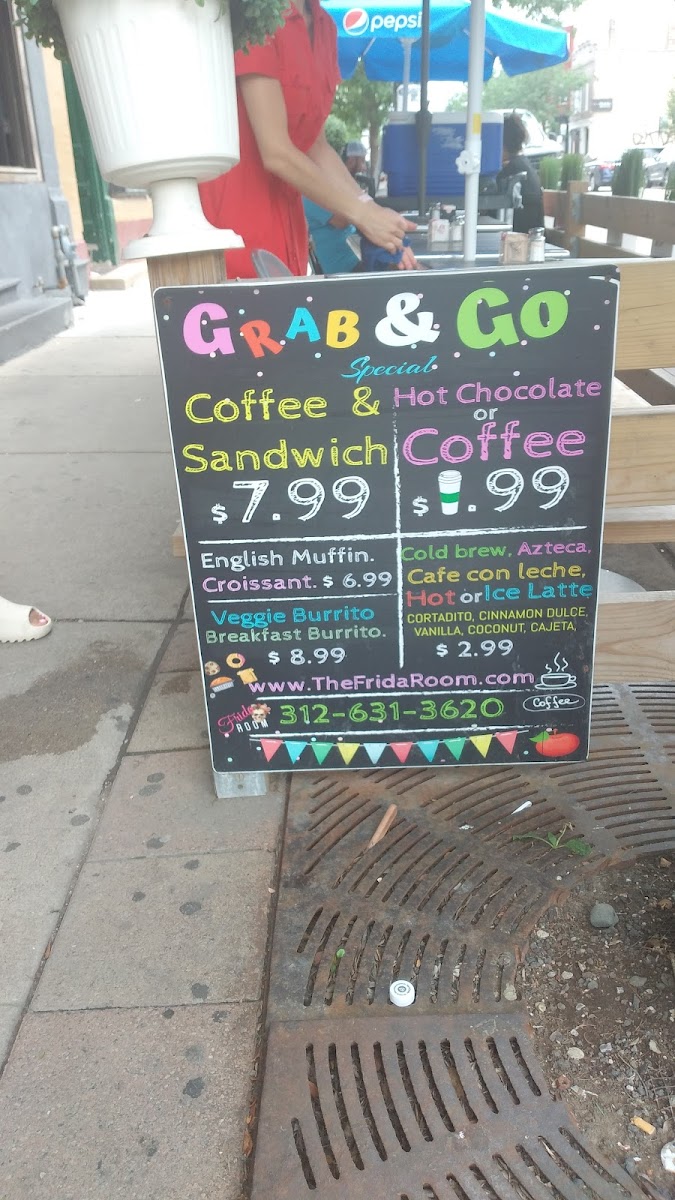 pepsi
GRAB & GO
Special
Coffee &
Sandwich
$ 7.99
Hot Chocolate
or
Coffee
$ .99
English Muffin.
Croissant. $ 6.99
Veggie Burrito
Breakfast Burrito.
$ 8.99
Cold brew, Azteca,
Cafe con leche,
Hot or Ice Latte
CORTADITO, CINNAMON DULCE,
VANILLA, COCONUT, CAJETA,
$ 2.99
www.TheFridaRoom.com
Frida
ROOM
312-631-3620
Coffee